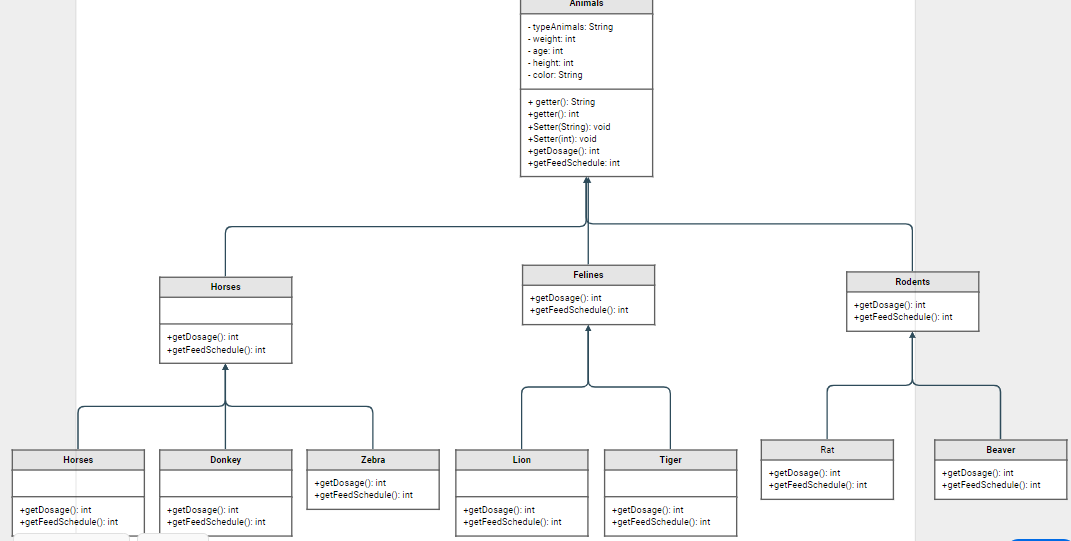 Animals
- typeAnimals: String
- weight: int
- age: int
- height: int
- color: String
+ getter(): String
+getter(): int
+Setter(String): void
+Setter(int): void
+getDosage(): int
+getFeedSchedule: int
Horses
+getDosage(): int
+getFeedSchedule(): int
Felines
+getDosage(): int
+getFeedSchedule(): int
Rodents
+getDosage(): int
+getFeedSchedule(): int
Horses
+getDosage(): int
+getFeedSchedule(): int
Donkey
+getDosage(): int
+getFeedSchedule(): int
Zebra
+getDosage(): int
+getFeedSchedule(): int
Lion
+getDosage(): int
+getFeedSchedule(): int
Tiger
+getDosage(): int
+getFeedSchedule(): int
Rat
+getDosage(): int
+getFeedSchedule(): int
Beaver
+getDosage(): int
+getFeedSchedule(): int